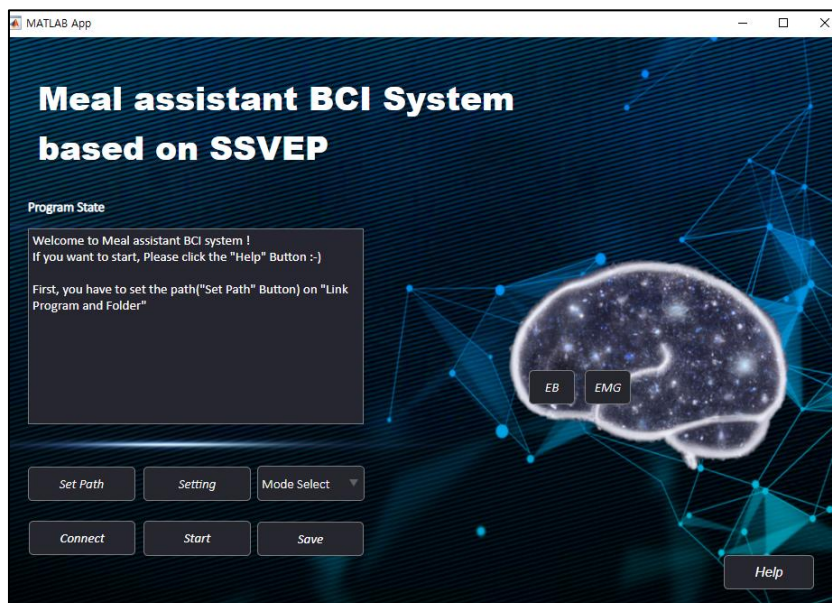 MATLAB App
Meal assistant BCI System
based on SSVEP
Program State
Welcome to Meal assistant BCI system !
If you want to start, Please click the "Help" Button :-)
First, you have to set the path("Set Path" Button) on "Link
Program and Folder"
EB
EMG
Set Path
Setting
Mode Select
Connect
Start
Save
Help